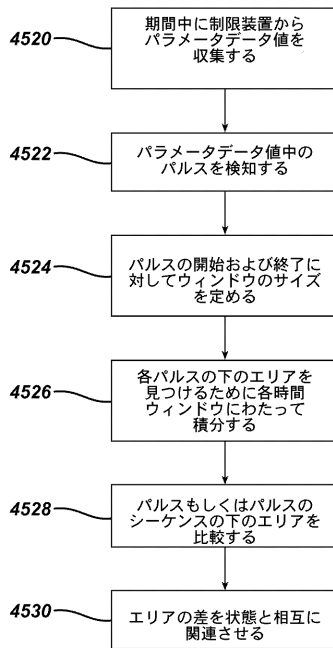 4520
期間中に制限装置から
パラメータデータ値を
収集する
4522
パラメータデータ値中の
パルスを検知する
4524
パルスの開始および終了に
対してウィンドウのサイズ
を定める
4526
各パルスの下のエリアを
見つけるために各時間
ウィンドウにわたって
積分する
4528
パルスもしくはパルスの
シーケンスの下のエリアを
比較する
4530
エリアの差を状態と相互に
関連させる